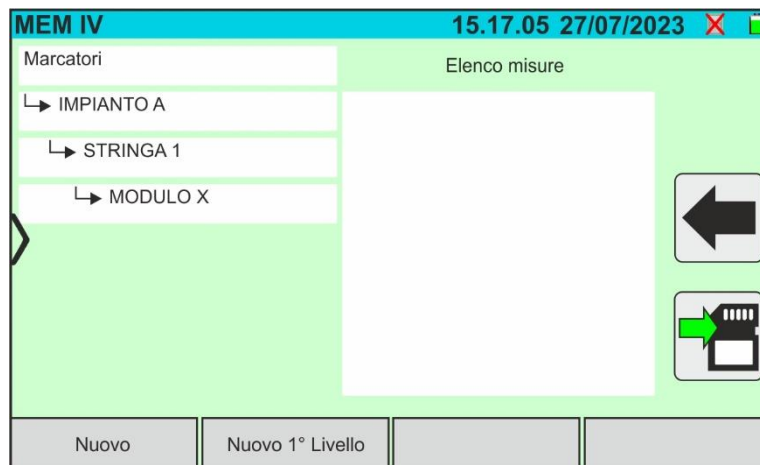 MEM IV 15.17.05 27/07/2023
Marcatori
Elenco misure
IMPIANTO A
STRINGA 1
MODULO X
Nuovo
Nuovo 1° Livello